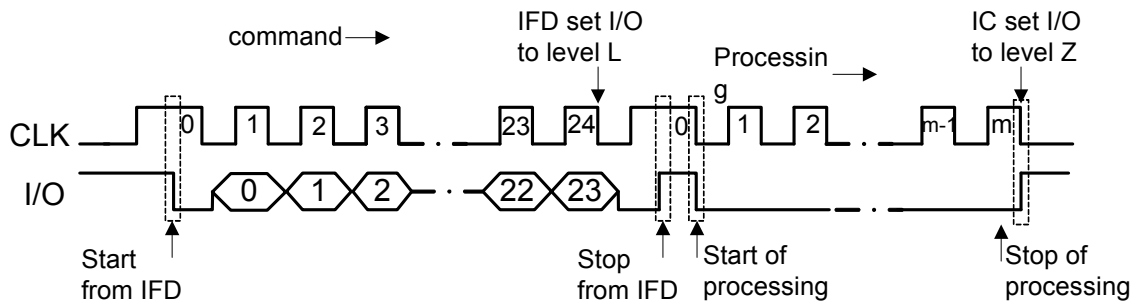 command
IFD set I/O
to level L
Processin
g
IC set I/O
to level Z
CLK
0 1 2 3 23 24 0 1 2 m-1 m
I/O
0 1 2 22 23
Start
from IFD
Stop
from IFD
Start of
processing
Stop of
processing